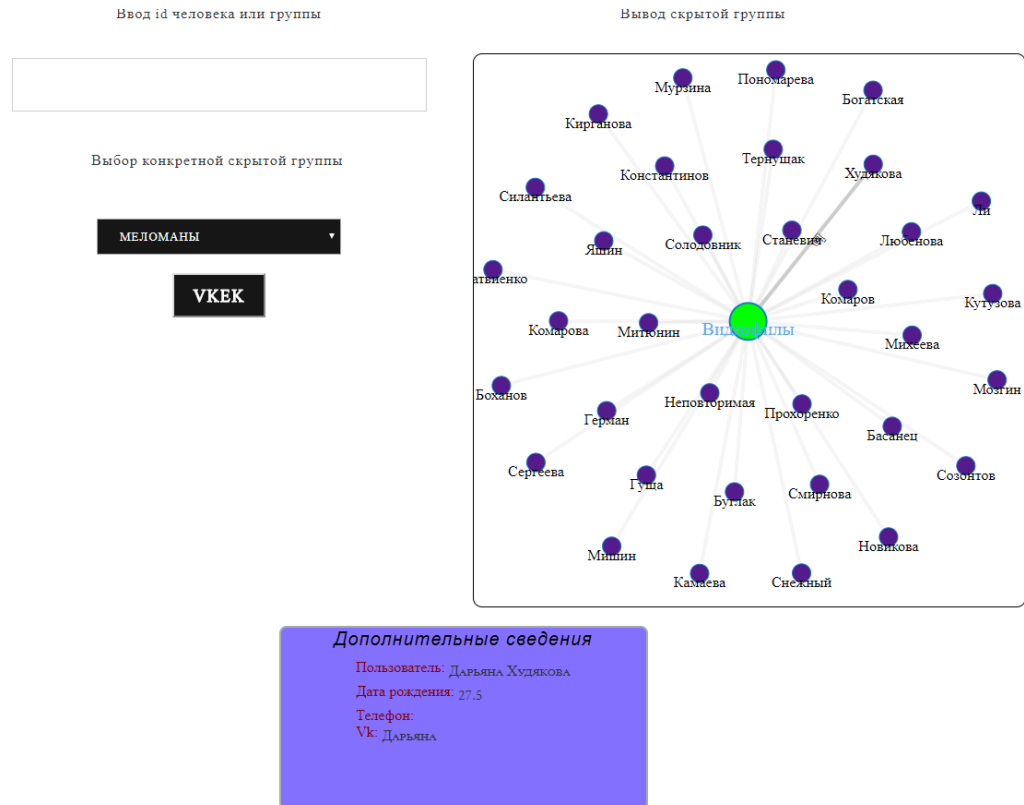 Ввод id человека или группы
Вывод скрытой группы
Выбор конкретной скрытой группы
МЕЛОМАНЫ
VKEK
Мурзина
Пономарева
Богатская
Кирганова
Тернущак
Константинов
Худякова
Силантьева
Ли
Яшин
Солодовник
Станевич
Любенова
атвиенко
Комаров
Кутузова
Комарова
Митюнин
Видеофилы
Михеева
Боханов
Неповторимая
Мозгин
Герман
Прохоренко
Басанец
Сергеева
Гуща
Бутлак
Смирнова
Созонтов
Мишин
Новикова
Камаева
Снежный
Дополнительные сведения
Пользователь: Дарьяна Худякова
Дата рождения: 27.5
Телефон:
Vk: Дарьяна